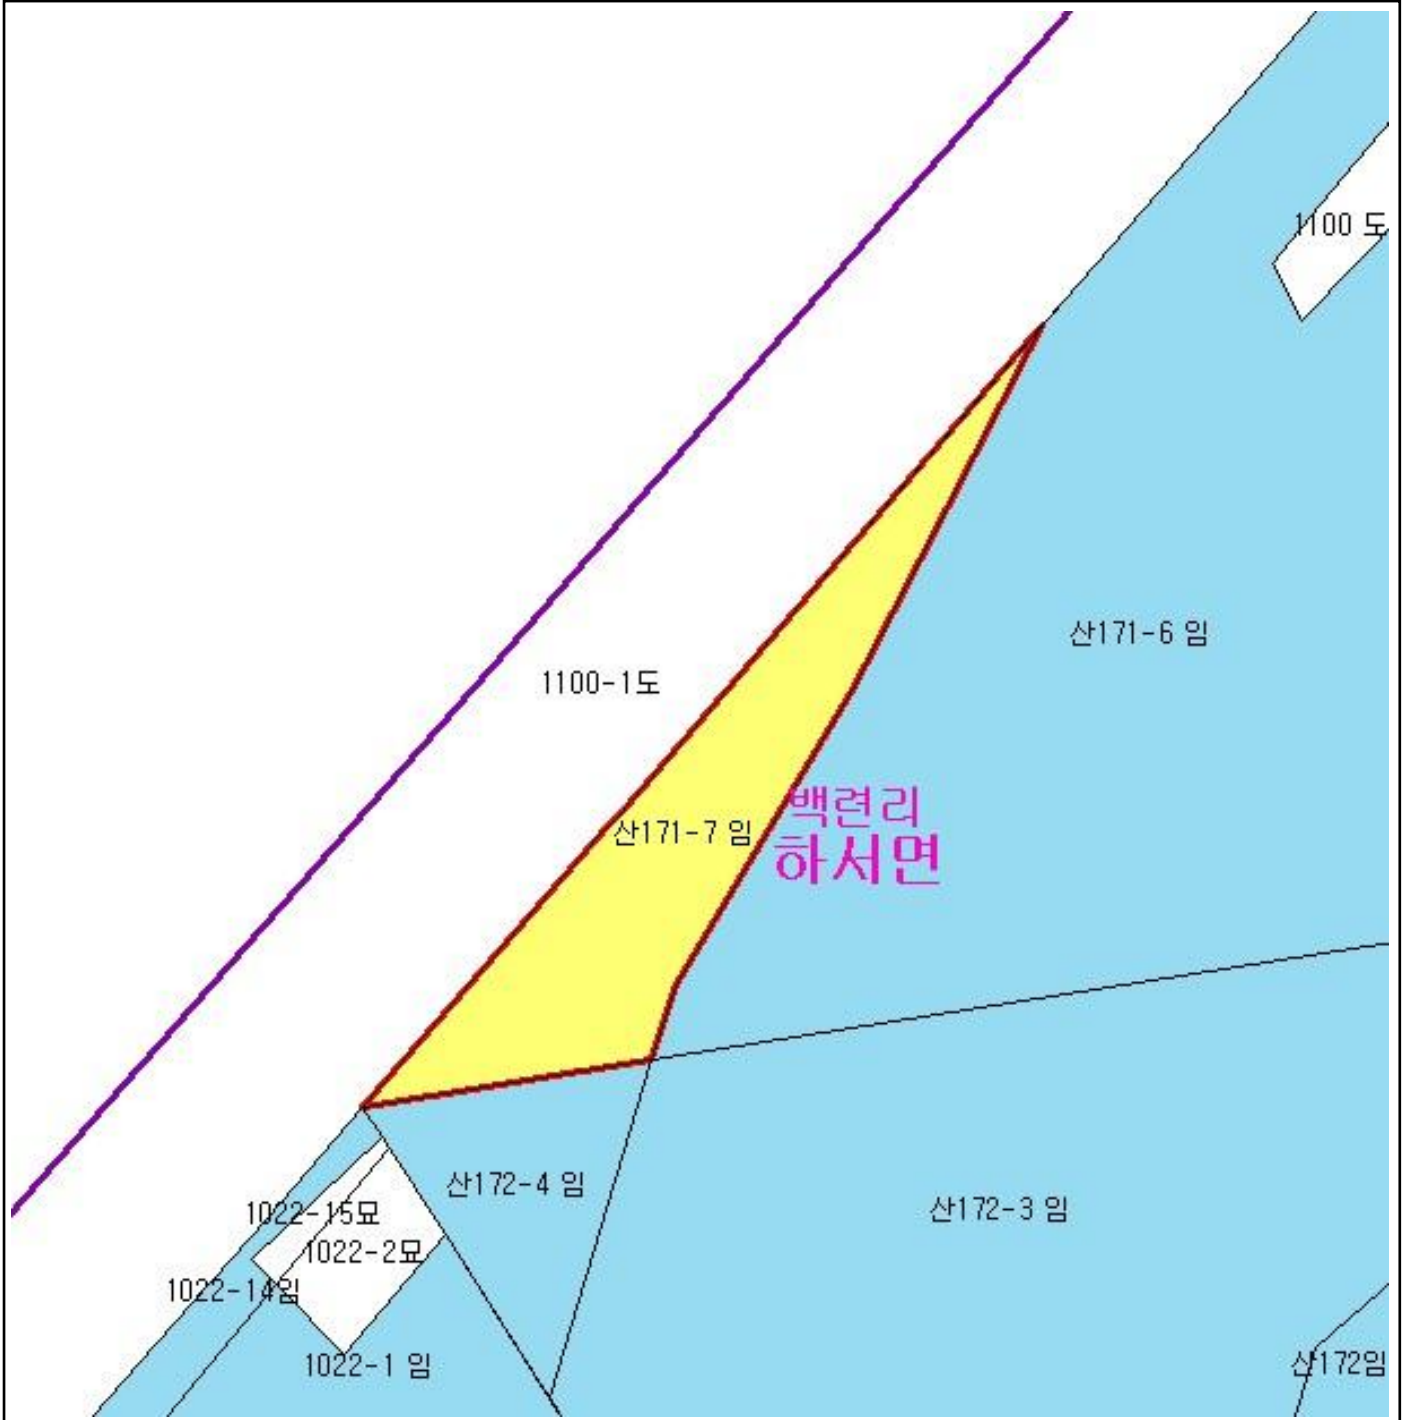 1100 도
산171-6 임
1100-1도
백련리
산171-7 임
하서면
산172-4 임
산172-3 임
1022-15묘
1022-2묘
1022-14임
1022-1 임
산172임